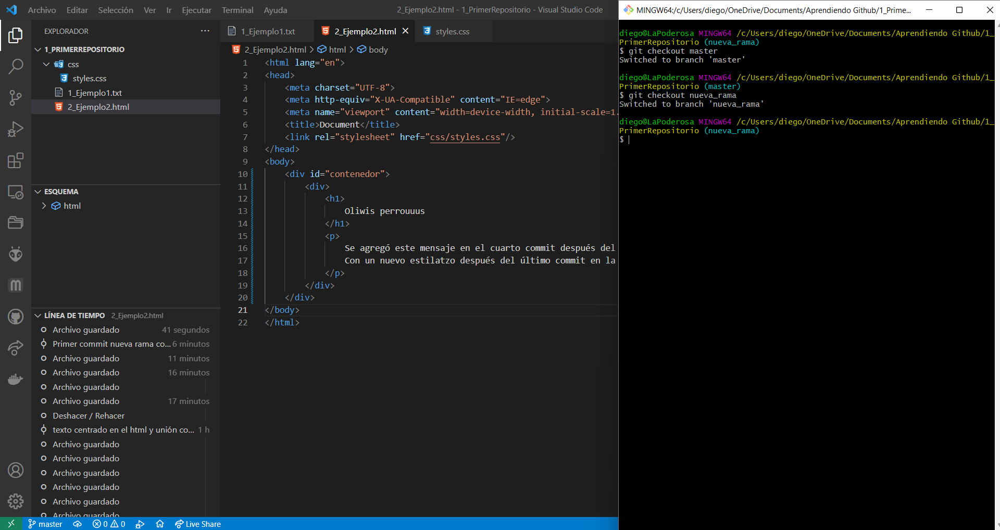 Archivo Editar Selección Ver Ir Ejecutar Terminal Ayuda
2_Ejemplo2.html - 1_PrimerRepositorio - Visual Studio Code
EXPLORADOR
1_PRIMERREPOSITORIO
css
styles.css
1_Ejemplo1.txt
2_Ejemplo2.html
ESQUEMA
html
LÍNEA DE TIEMPO 2_Ejemplo2.html
Archivo guardado 41 segundos
Primer commit nueva rama co... 6 minutos
Archivo guardado 11 minutos
Archivo guardado 16 minutos
Archivo guardado
Archivo guardado 17 minutos
Deshacer / Rehacer
texto centrado en el html y unión co... 1 h
Archivo guardado
Archivo guardado
Archivo guardado
Archivo guardado
Archivo guardado
Archivo guardado
1_Ejemplo1.txt 2_Ejemplo2.html styles.css
2_Ejemplo2.html > html > body
1 <html lang="en">
2 <head>
3 <meta charset="UTF-8">
4 <meta http-equiv="X-UA-Compatible" content="IE=edge">
5 <meta name="viewport" content="width=device-width, initial-scale=1.
6 <title>Document</title>
7 <link rel="stylesheet" href="css/styles.css"/>
8 </head>
9 <body>
10 <div id="contenedor">
11 <div>
12 <h1>
13 Oliwis perrouuus
14 </h1>
15 <p>
16 Se agregó este mensaje en el cuarto commit después del
17 Con un nuevo estilatzo después del último commit en la
18 </p>
19 </div>
20 </div>
21 </body>
22 </html>
master 0 0 Live Share
MINGW64:/c/Users/diego/OneDrive/Documents/Aprendiendo Github/1_Prime...
diego@LaPoderosa MINGW64 /c/Users/diego/OneDrive/Documents/Aprendiendo Github/1_
PrimerRepositorio (nueva_rama)
$ git checkout master
Switched to branch 'master'
diego@LaPoderosa MINGW64 /c/Users/diego/OneDrive/Documents/Aprendiendo Github/1_
PrimerRepositorio (master)
$ git checkout nueva_rama
Switched to branch 'nueva_rama'
diego@LaPoderosa MINGW64 /c/Users/diego/OneDrive/Documents/Aprendiendo Github/1_
PrimerRepositorio (nueva_rama)
$